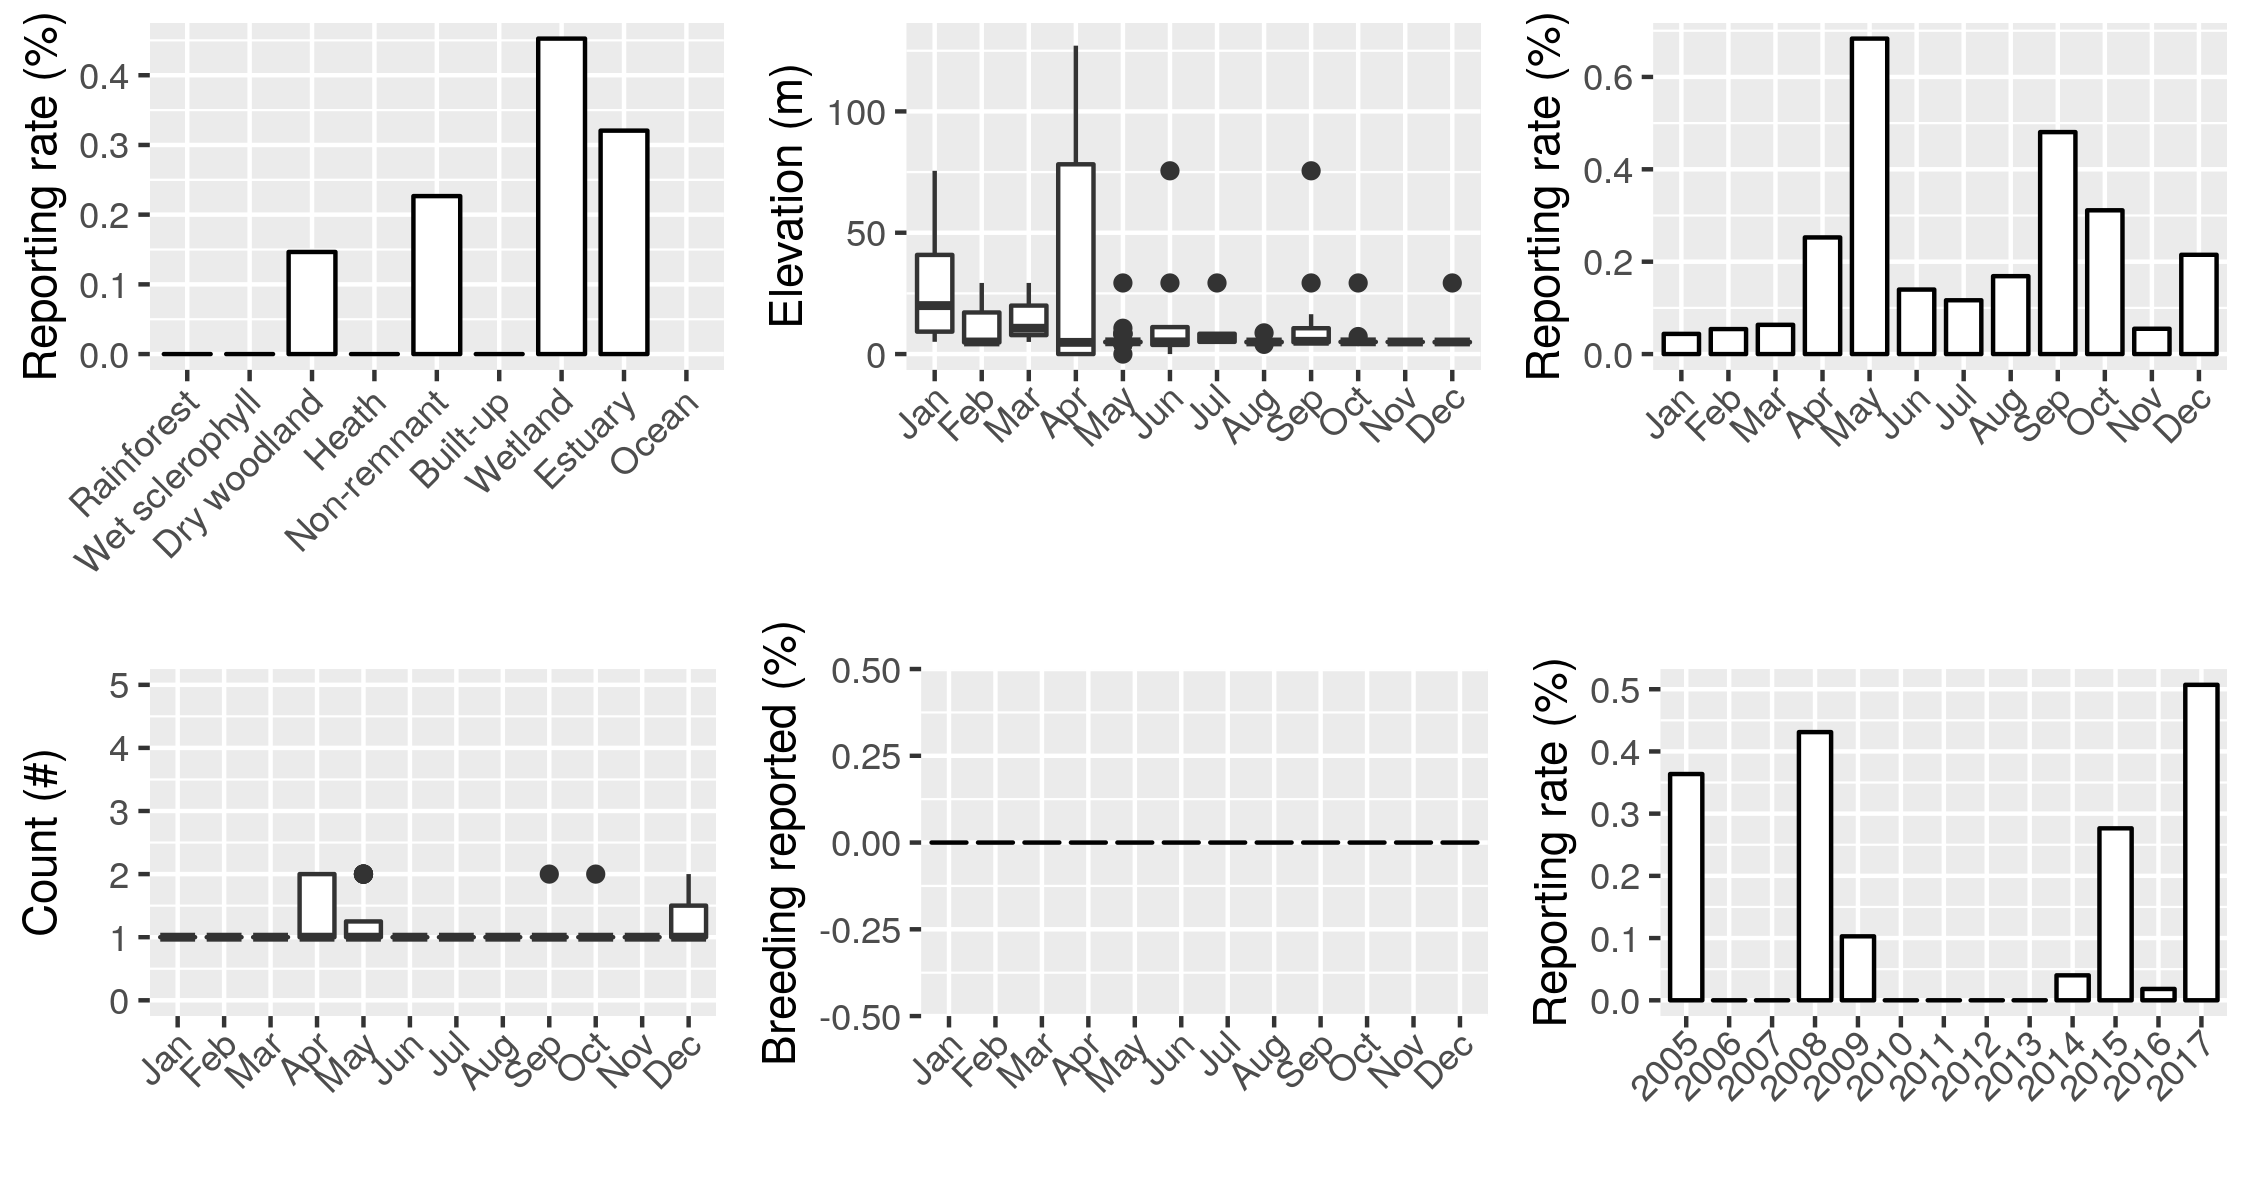 Reporting rate (%)
0.4
0.3
0.2
0.1
0.0
Rainforest
Wet sclerophyll
Dry woodland
Heath
Non-remnant
Built-up
Wetland
Estuary
Ocean
Elevation (m)
100
50
0
Jan Feb Mar Apr May Jun Jul Aug Sep Oct Nov Dec
Reporting rate (%)
0.6
0.4
0.2
0.0
Jan Feb Mar Apr May Jun Jul Aug Sep Oct Nov Dec
Count (#)
5
4
3
2
1
0
Jan Feb Mar Apr May Jun Jul Aug Sep Oct Nov Dec
Breeding reported (%)
0.50
0.25
0.00
-0.25
-0.50
Jan Feb Mar Apr May Jun Jul Aug Sep Oct Nov Dec
Reporting rate (%)
0.5
0.4
0.3
0.2
0.1
0.0
2005 2006 2007 2008 2009 2010 2011 2012 2013 2014 2015 2016 2017